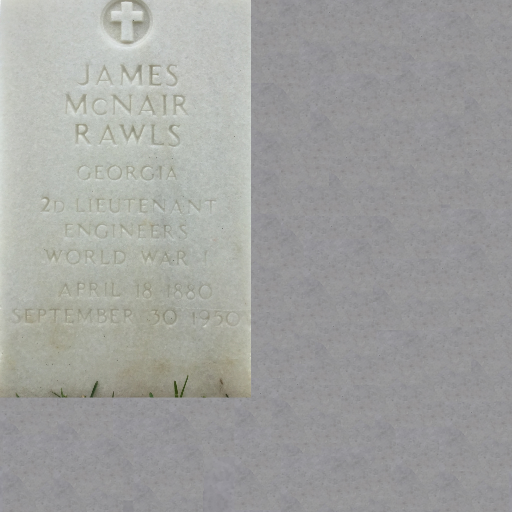 JAMES
McNAIR
RAWLS
GEORGIA
2D LIEUTENANT
ENGINEERS
WORLD WAR I
APRIL 18 1880
SEPTEMBER 30 1950